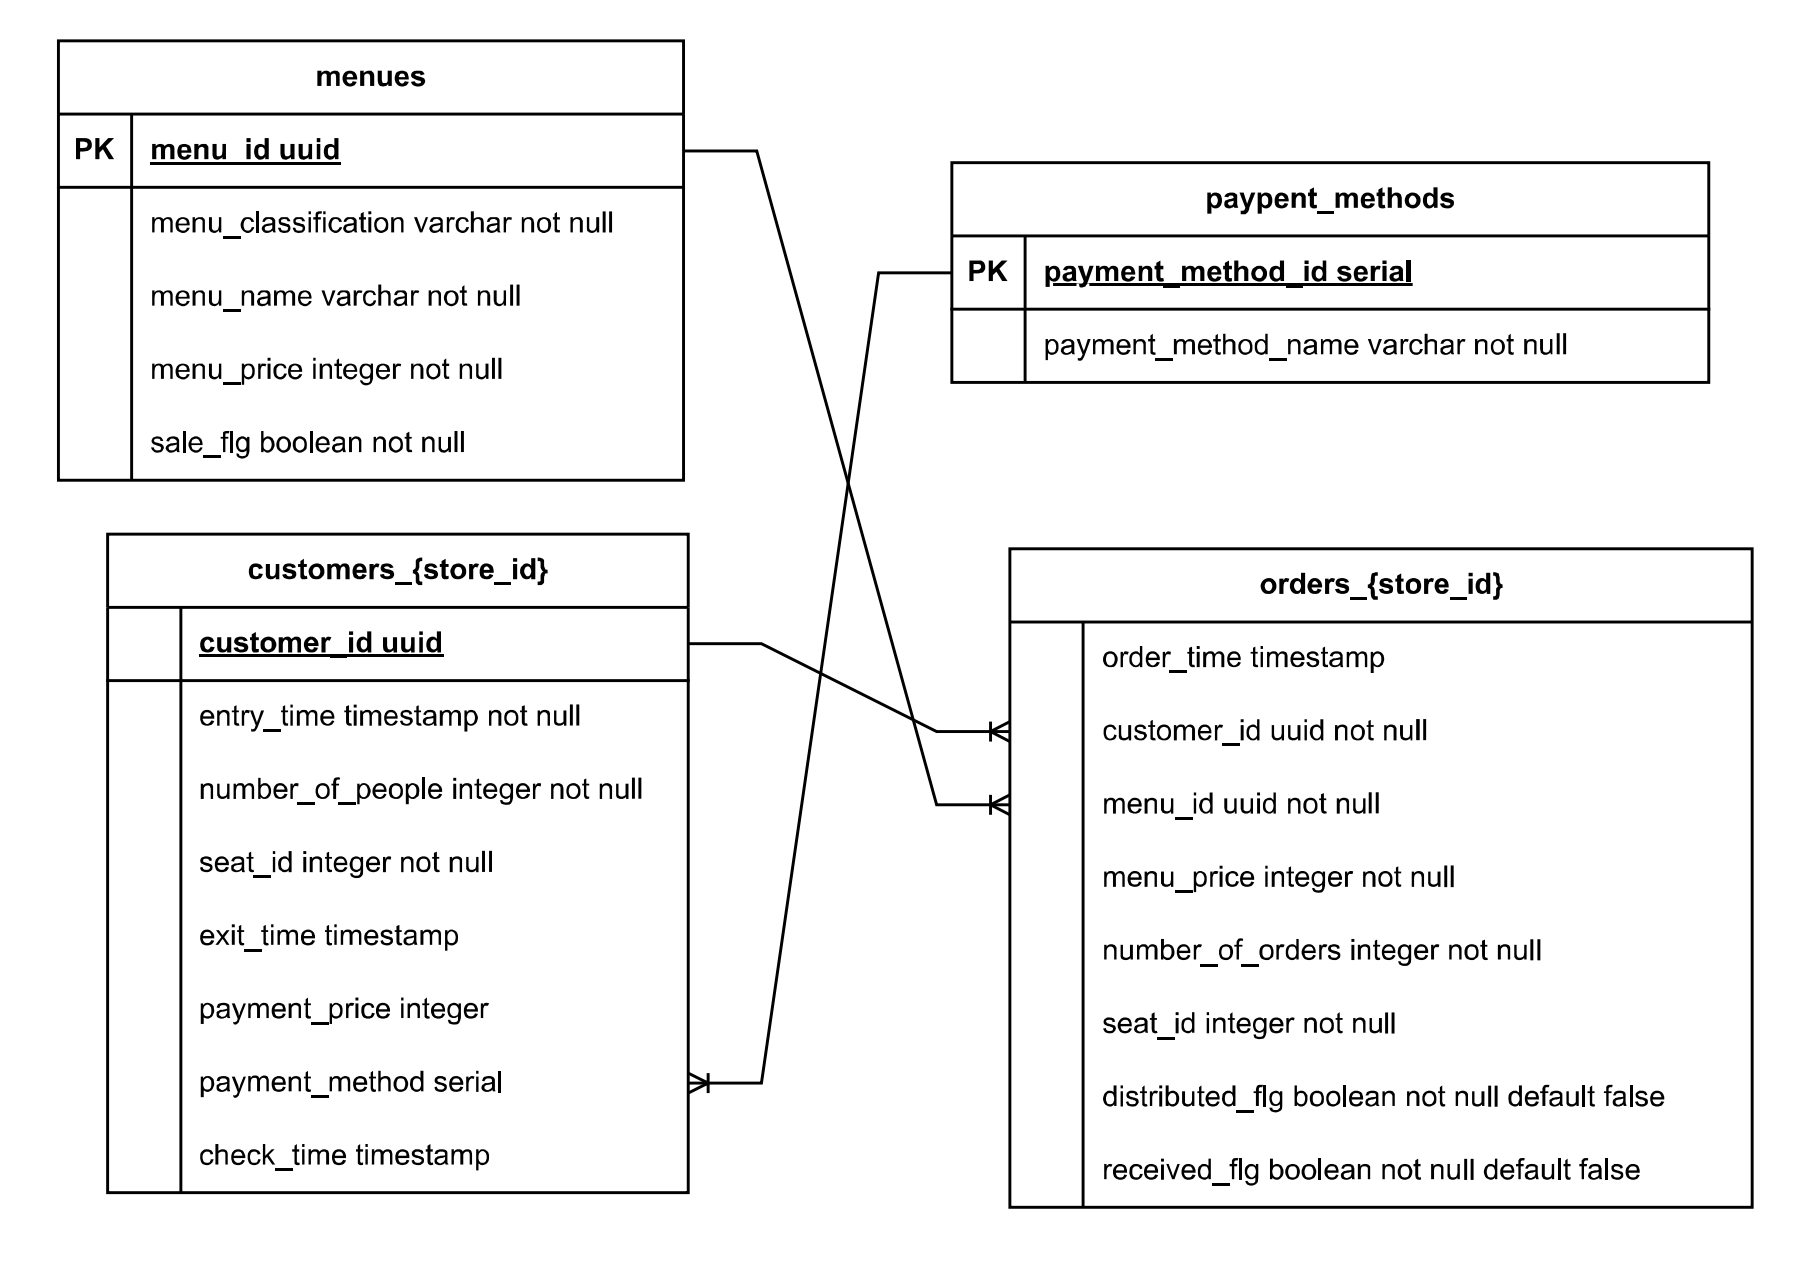 menues
PK menu_id uuid
menu_classification varchar not null
menu_name varchar not null
menu_price integer not null
sale_flg boolean not null
paypent_methods
PK payment_method_id serial
payment_method_name varchar not null
customers_{store_id}
customer_id uuid
entry_time timestamp not null
number_of_people integer not null
seat_id integer not null
exit_time timestamp
payment_price integer
payment_method serial
check_time timestamp
orders_{store_id}
order_time timestamp
customer_id uuid not null
menu_id uuid not null
menu_price integer not null
number_of_orders integer not null
seat_id integer not null
distributed_flg boolean not null default false
received_flg boolean not null default false